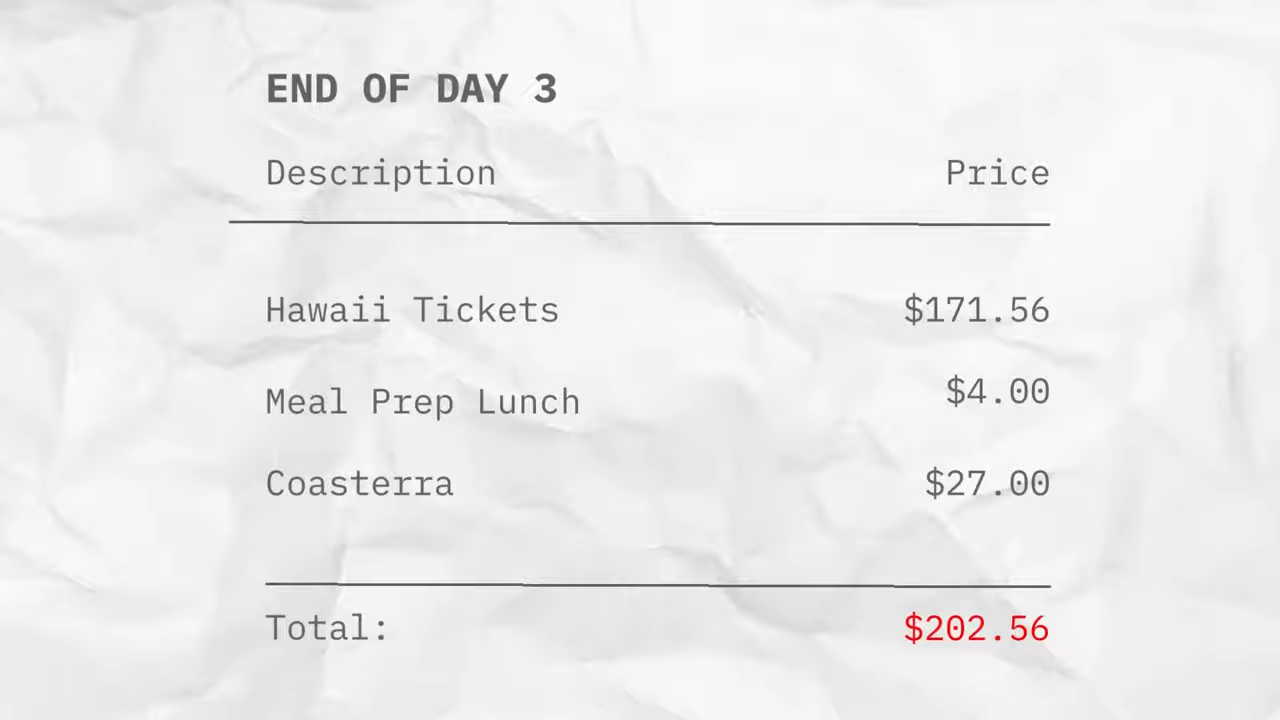 END OF DAY 3
Description Price
Hawaii Tickets $171.56
Meal Prep Lunch $4.00
Coasterra $27.00
Total: $202.56